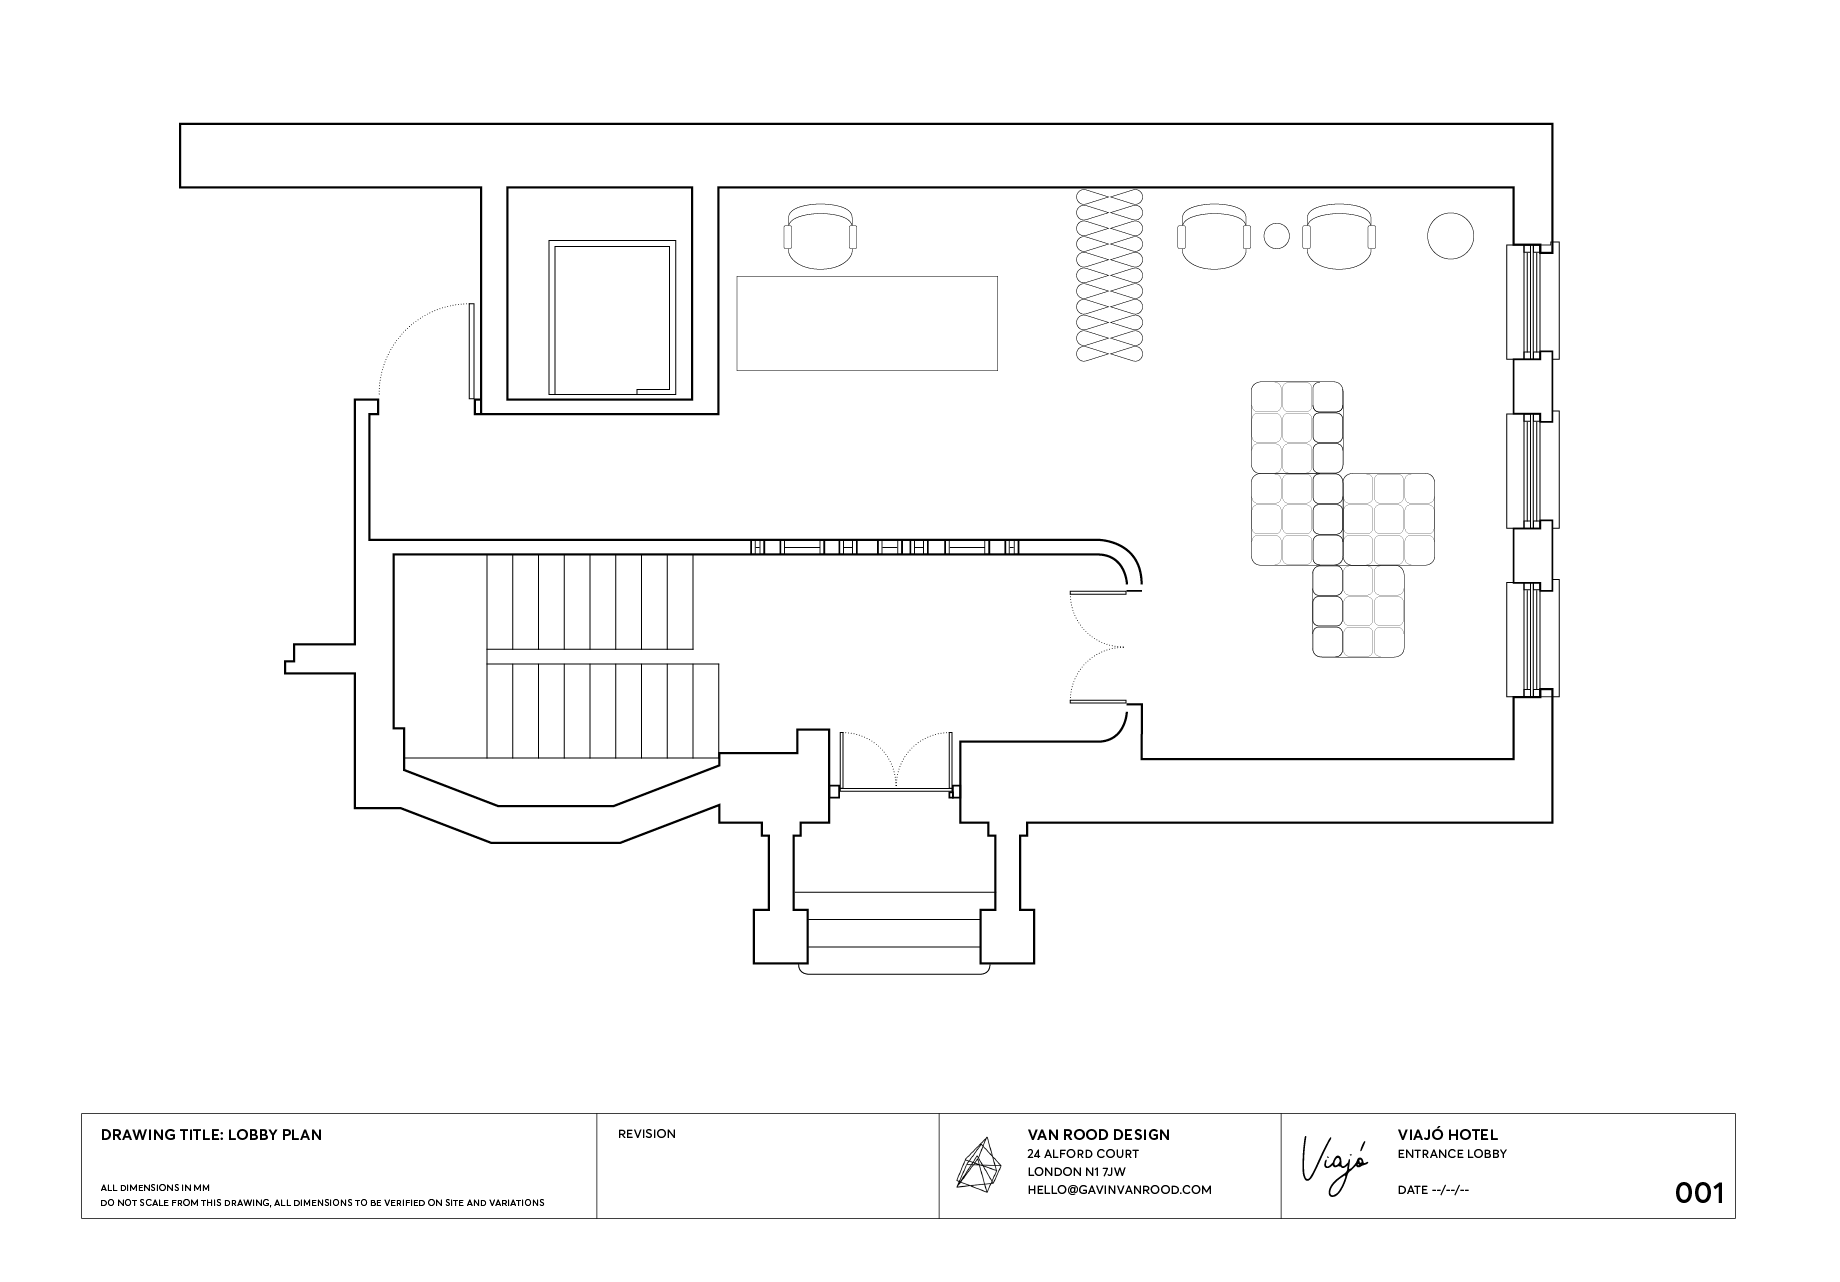 DRAWING TITLE: LOBBY PLAN
ALL DIMENSIONS IN MM
DO NOT SCALE FROM THIS DRAWING, ALL DIMENSIONS TO BE VERIFIED ON SITE AND VARIATIONS
REVISION
VAN ROOD DESIGN
24 ALFORD COURT
LONDON N1 7JW
HELLO@GAVINVANROOD.COM
Viajó
VIAJÓ HOTEL
ENTRANCE LOBBY
DATE --/--/--
001